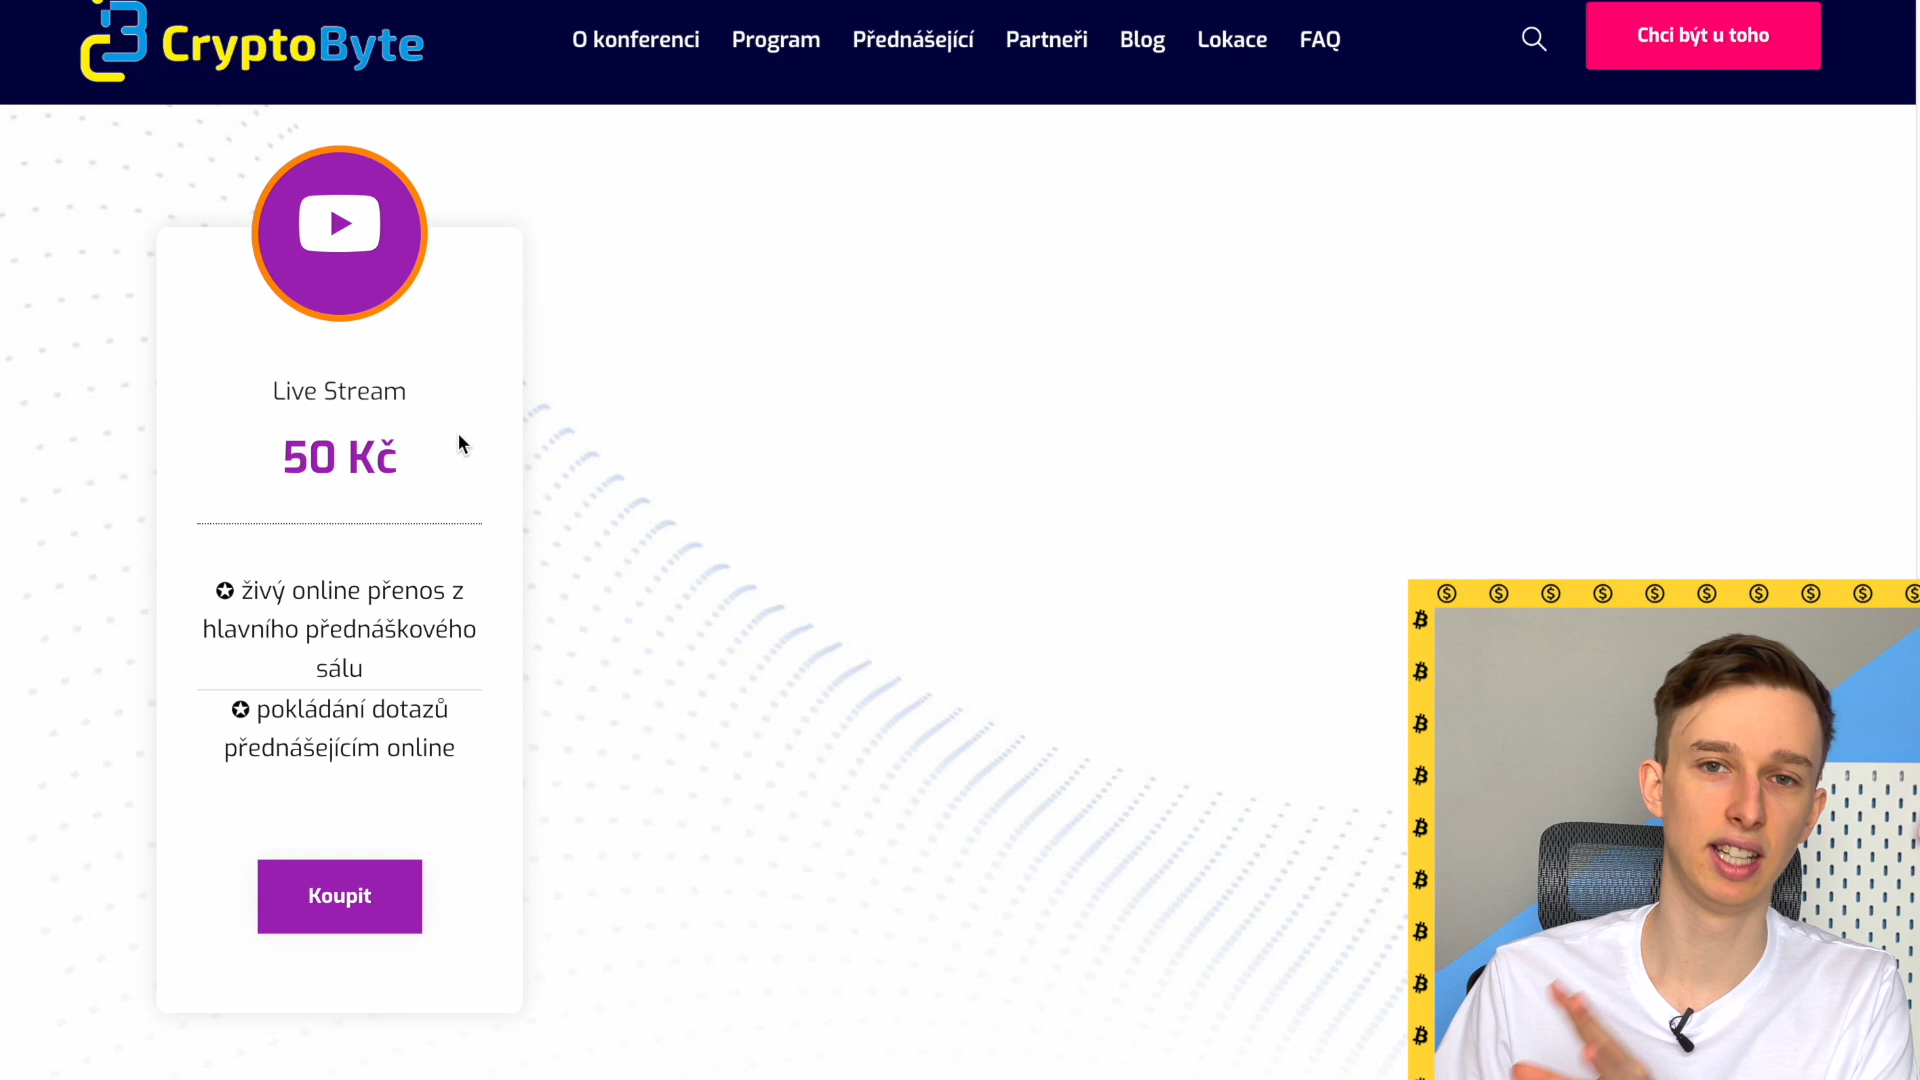 CryptoByte
O konferenci Program Přednášející Partneři Blog Lokace FAQ
Chci být u toho
Live Stream
50 Kč
✪ živý online přenos z
hlavního přednáškového
sálu
✪ pokládání dotazů
přednášejícím online
Koupit